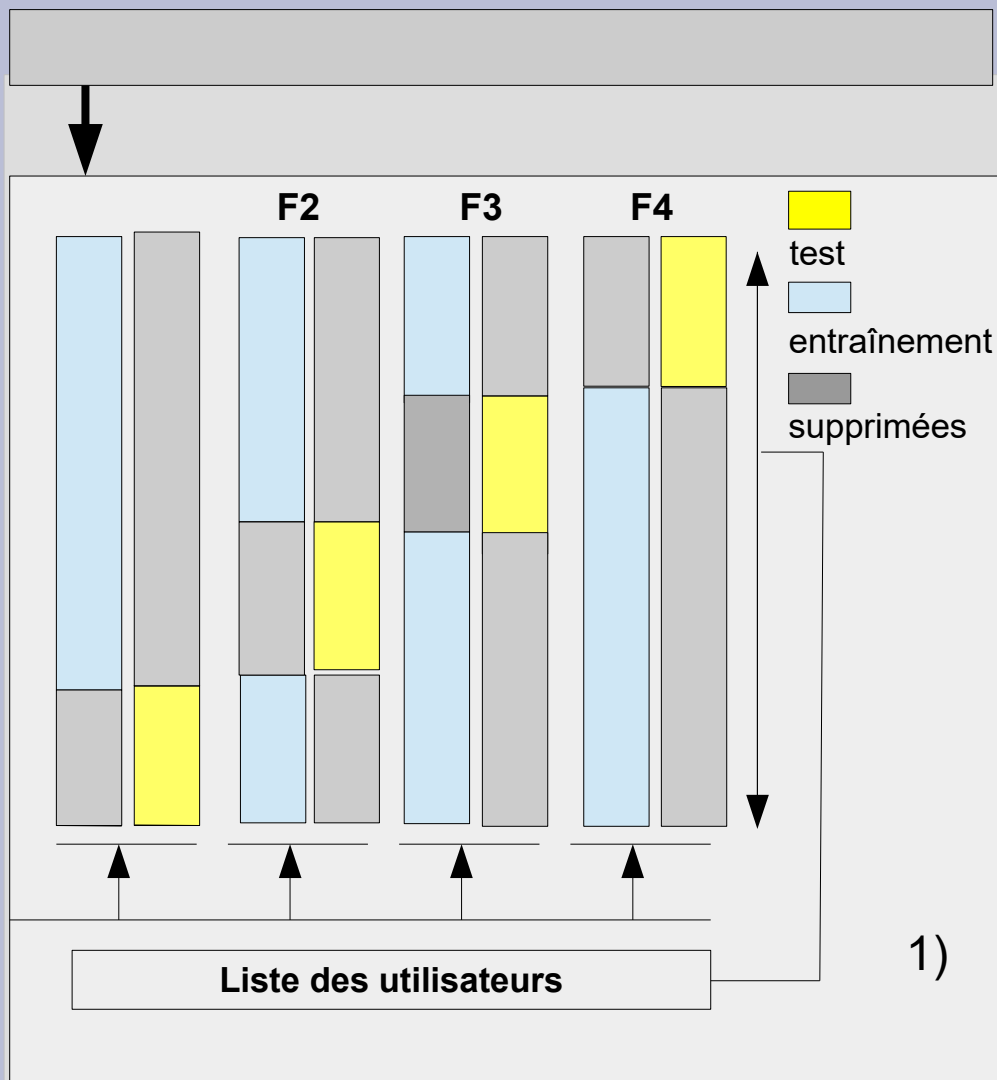 F2 F3 F4
test
entraînement
supprimées
1)
Liste des utilisateurs